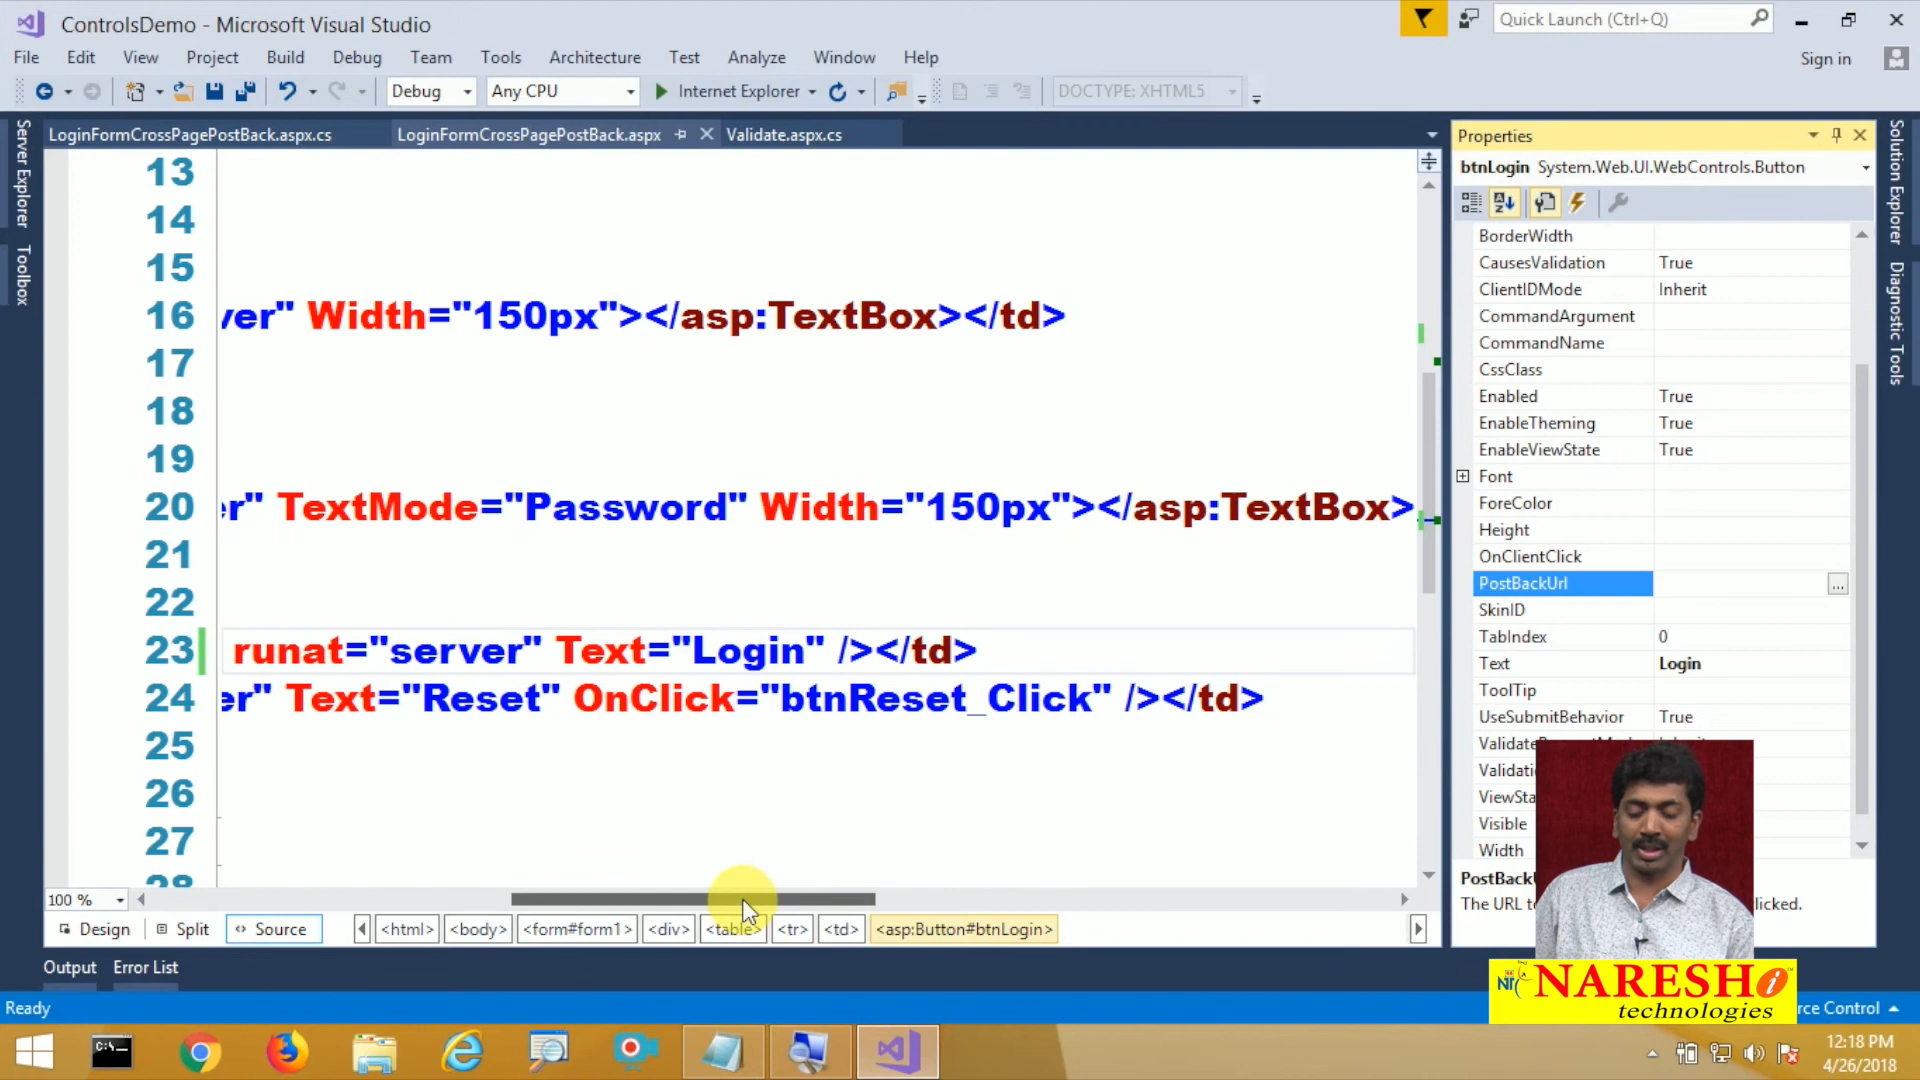 ControlsDemo - Microsoft Visual Studio
Quick Launch (Ctrl+Q)
File Edit View Project Build Debug Team Tools Architecture Test Analyze Window Help
Sign in
Debug Any CPU Internet Explorer DOCTYPE: XHTML5
Server Explorer
Toolbox
LoginFormCrossPagePostBack.aspx.cs LoginFormCrossPagePostBack.aspx Validate.aspx.cs
13
14
15
16 ver" Width="150px"></asp:TextBox></td>
17
18
19
20 er" TextMode="Password" Width="150px"></asp:TextBox>
21
22
23 runat="server" Text="Login" /></td>
24 er" Text="Reset" OnClick="btnReset_Click" /></td>
25
26
27
28
100 %
Design Split Source <html> <body> <form#form1> <div> <table> <tr> <td> <asp:Button#btnLogin>
Properties
btnLogin System.Web.UI.WebControls.Button
BorderWidth
CausesValidation True
ClientIDMode Inherit
CommandArgument
CommandName
CssClass
Enabled True
EnableTheming True
EnableViewState True
Font
ForeColor
Height
OnClientClick
PostBackUrl ...
SkinID
TabIndex 0
Text Login
ToolTip
UseSubmitBehavior True
Visible
Width
The URL
licked.
Solution Explorer
Diagnostic Tools
Output Error List
Ready
NARESH i
technologies
rce Control
12:18 PM
4/26/2018